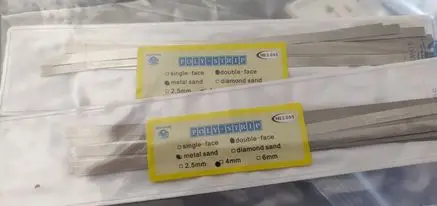 POLY-STRIP
single-face double-face
metal sand diamond sand
2.5mm
POLY-STRIP
single-face double-face
metal sand diamond sand
2.5mm 4mm 6mm